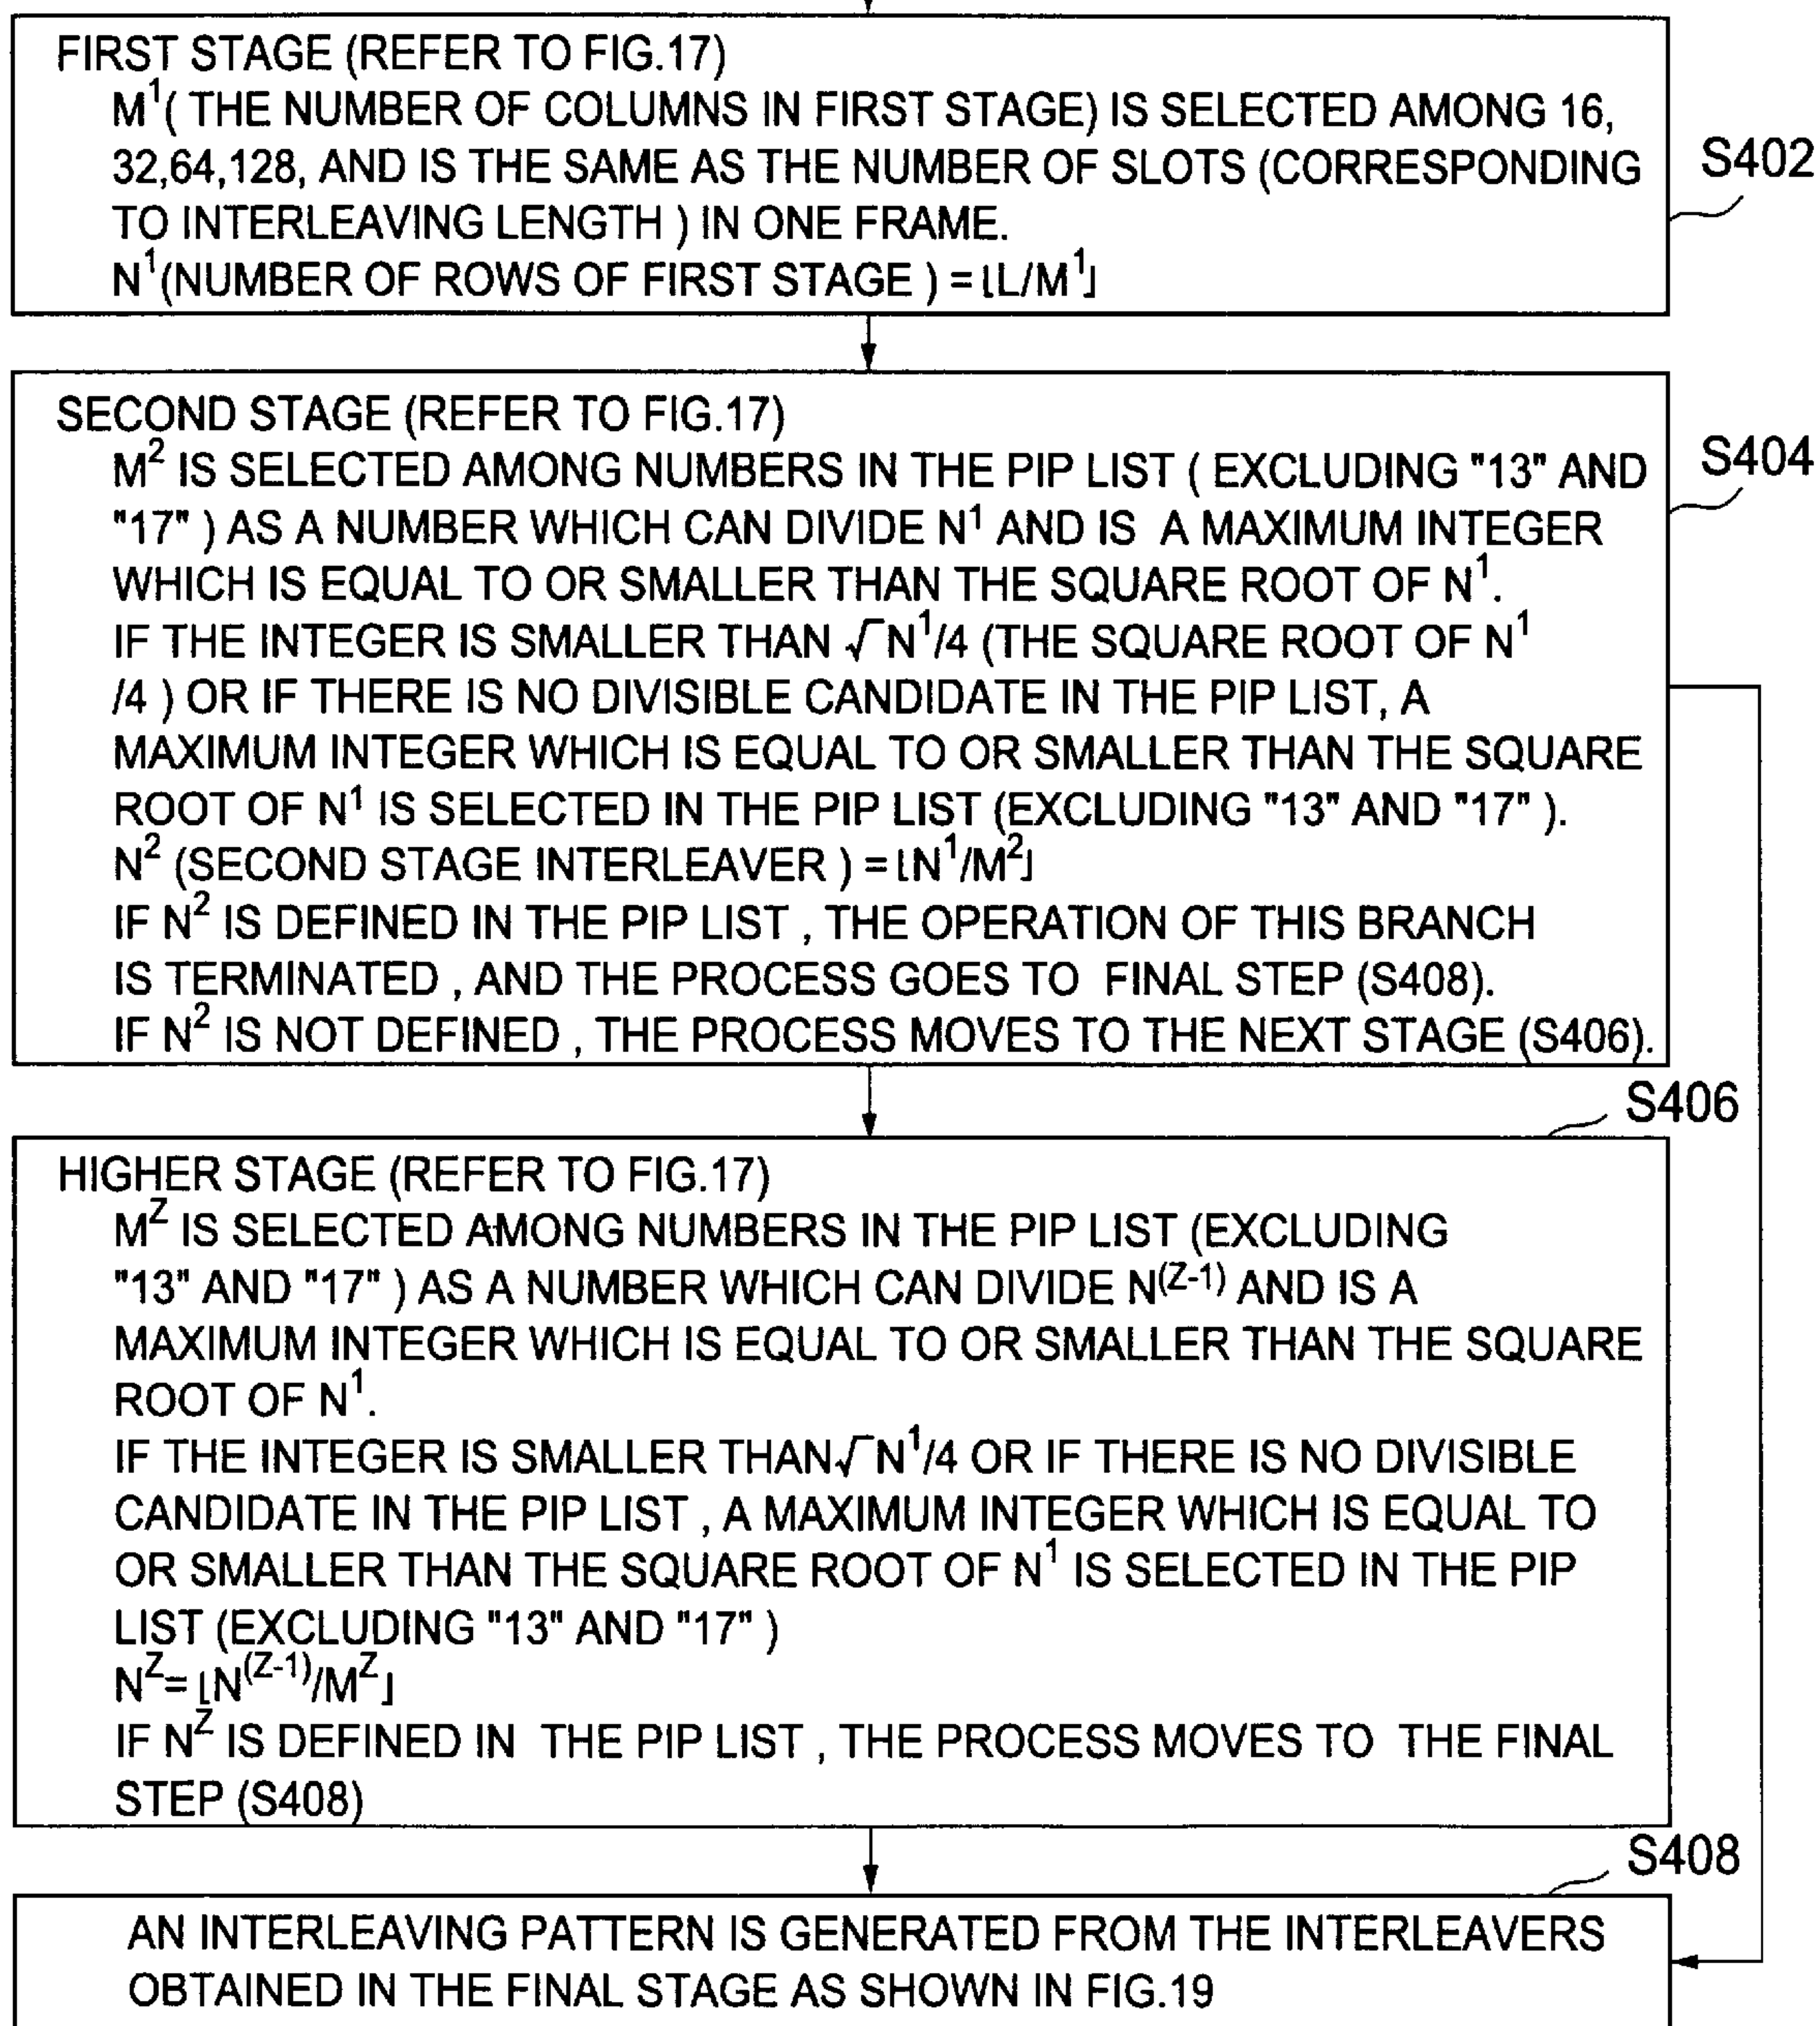 FIRST STAGE (REFER TO FIG.17)
M¹( THE NUMBER OF COLUMNS IN FIRST STAGE) IS SELECTED AMONG 16,
32,64,128, AND IS THE SAME AS THE NUMBER OF SLOTS (CORRESPONDING
TO INTERLEAVING LENGTH ) IN ONE FRAME.
N¹(NUMBER OF ROWS OF FIRST STAGE ) = ⌊L/M¹⌋
S402
SECOND STAGE (REFER TO FIG.17)
M² IS SELECTED AMONG NUMBERS IN THE PIP LIST ( EXCLUDING "13" AND
"17" ) AS A NUMBER WHICH CAN DIVIDE N¹ AND IS A MAXIMUM INTEGER
WHICH IS EQUAL TO OR SMALLER THAN THE SQUARE ROOT OF N¹.
IF THE INTEGER IS SMALLER THAN √N¹/4 (THE SQUARE ROOT OF N¹
/4 ) OR IF THERE IS NO DIVISIBLE CANDIDATE IN THE PIP LIST, A
MAXIMUM INTEGER WHICH IS EQUAL TO OR SMALLER THAN THE SQUARE
ROOT OF N¹ IS SELECTED IN THE PIP LIST (EXCLUDING "13" AND "17" ).
N² (SECOND STAGE INTERLEAVER ) = ⌊N¹/M²⌋
IF N² IS DEFINED IN THE PIP LIST , THE OPERATION OF THIS BRANCH
IS TERMINATED , AND THE PROCESS GOES TO FINAL STEP (S408).
IF N² IS NOT DEFINED , THE PROCESS MOVES TO THE NEXT STAGE (S406).
S404
S406
HIGHER STAGE (REFER TO FIG.17)
M^Z IS SELECTED AMONG NUMBERS IN THE PIP LIST (EXCLUDING
"13" AND "17" ) AS A NUMBER WHICH CAN DIVIDE N^(Z-1) AND IS A
MAXIMUM INTEGER WHICH IS EQUAL TO OR SMALLER THAN THE SQUARE
ROOT OF N¹.
IF THE INTEGER IS SMALLER THAN√N¹/4 OR IF THERE IS NO DIVISIBLE
CANDIDATE IN THE PIP LIST , A MAXIMUM INTEGER WHICH IS EQUAL TO
OR SMALLER THAN THE SQUARE ROOT OF N¹ IS SELECTED IN THE PIP
LIST (EXCLUDING "13" AND "17" )
N^Z= ⌊N^(Z-1)/M^Z⌋
IF N^Z IS DEFINED IN THE PIP LIST , THE PROCESS MOVES TO THE FINAL
STEP (S408)
S408
AN INTERLEAVING PATTERN IS GENERATED FROM THE INTERLEAVERS
OBTAINED IN THE FINAL STAGE AS SHOWN IN FIG.19